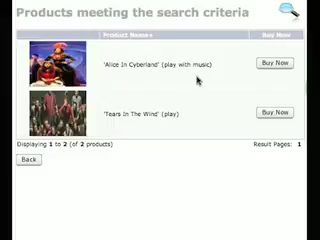 Products meeting the search criteria
Product Name+ Buy Now
'Alice In Cyberland' (play with music) Buy Now
'Tears In The Wind' (play) Buy Now
Displaying 1 to 2 (of 2 products) Result Pages: 1
Back